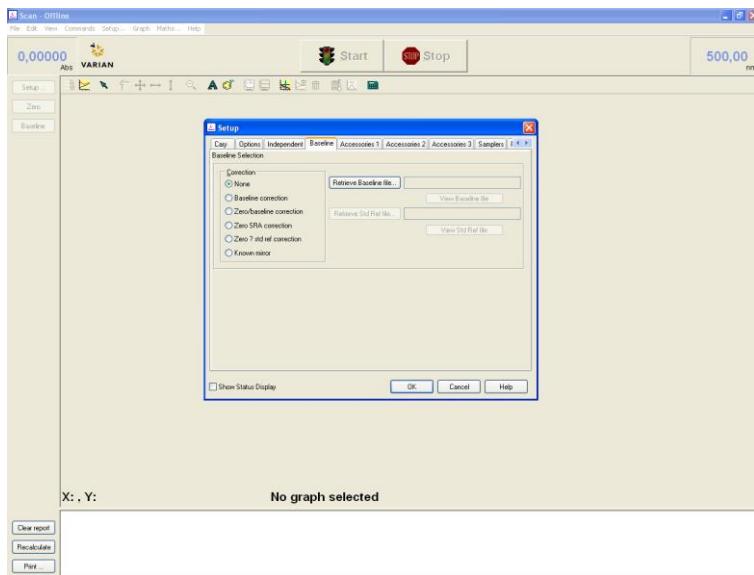 Scan - Offline
File Edit View Commands Setup... Graph Maths... Help
0,00000
Abs
VARIAN
Start
Stop
500,00
nm
Setup...
Zero
Baseline
Setup
Cary Options Independent Baseline Accessories 1 Accessories 2 Accessories 3 Samplers
Baseline Selection
Correction
None
Baseline correction
Zero/baseline correction
Zero SRA correction
Zero ? std ref correction
Known mirror
Retrieve Baseline file...
View Baseline file
Retrieve Std Ref file...
View Std Ref file
Show Status Display
OK Cancel Help
X: , Y:
No graph selected
Clear report
Recalculate
Print ...